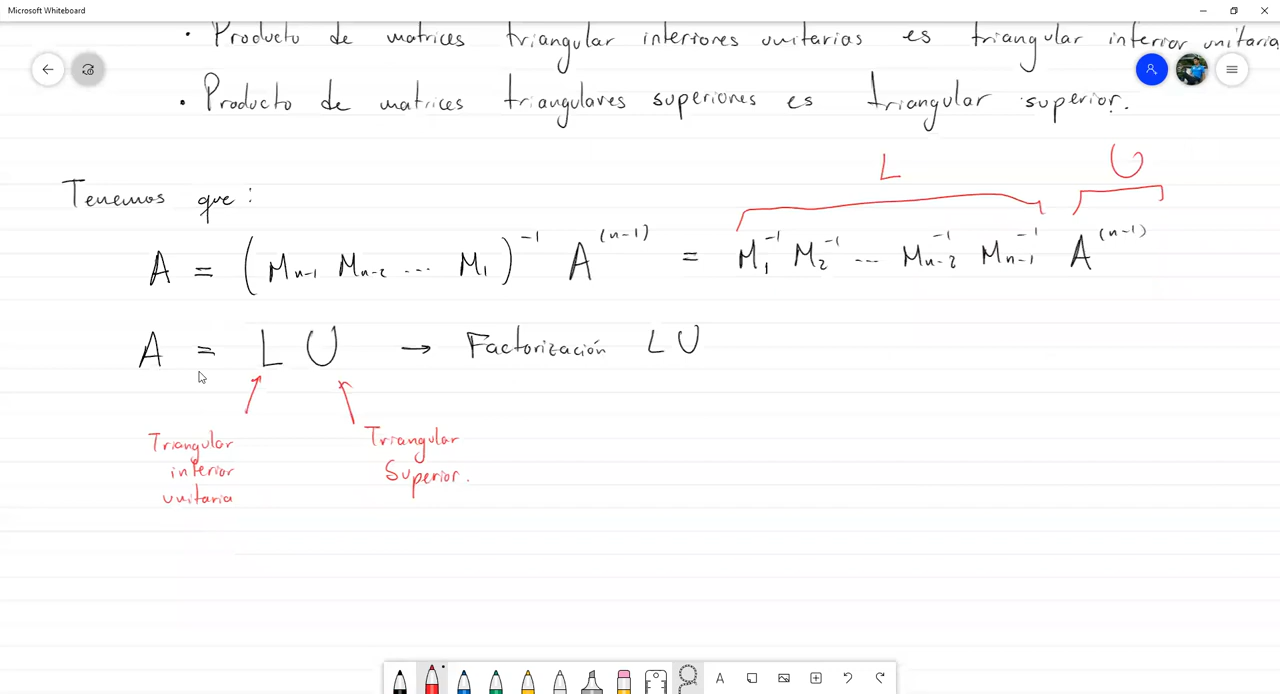 Microsoft Whiteboard
• Producto de matrices triangular inferiores unitarias es triangular inferior unitaria
• Producto de matrices triangulares superiores es triangular superior.
Tenemos que:
L U
A = (Mn-1 Mn-2 ... M1)^-1 A^(n-1) = M1^-1 M2^-1 ... Mn-2^-1 Mn-1^-1 A^(n-1)
A = L U → Factorización LU
Triangular inferior unitaria
Triangular Superior.
A